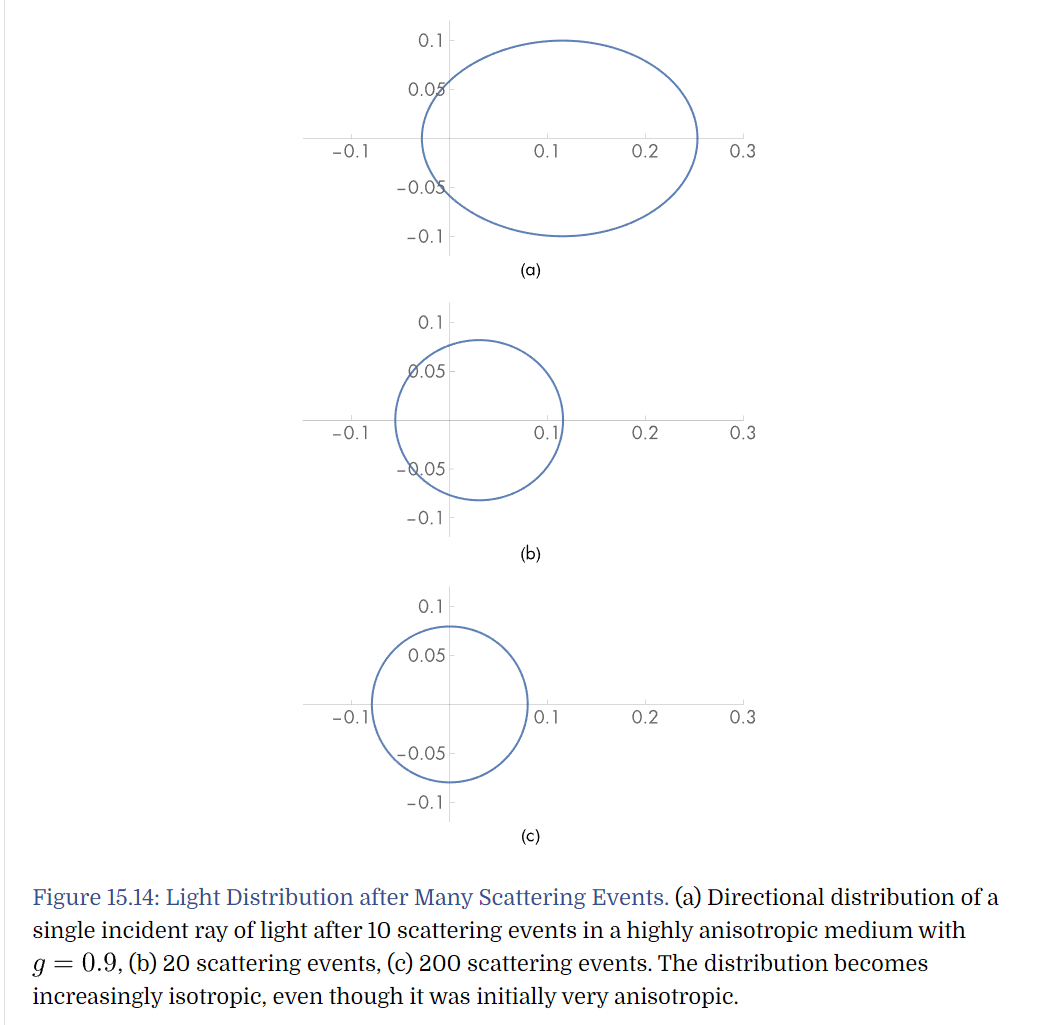 0.1
0.05
-0.1 0.1 0.2 0.3
-0.05
-0.1
(a)
0.1
0.05
-0.1 0.1 0.2 0.3
-0.05
-0.1
(b)
0.1
0.05
-0.1 0.1 0.2 0.3
-0.05
-0.1
(c)
Figure 15.14: Light Distribution after Many Scattering Events. (a) Directional distribution of a
single incident ray of light after 10 scattering events in a highly anisotropic medium with
g = 0.9, (b) 20 scattering events, (c) 200 scattering events. The distribution becomes
increasingly isotropic, even though it was initially very anisotropic.